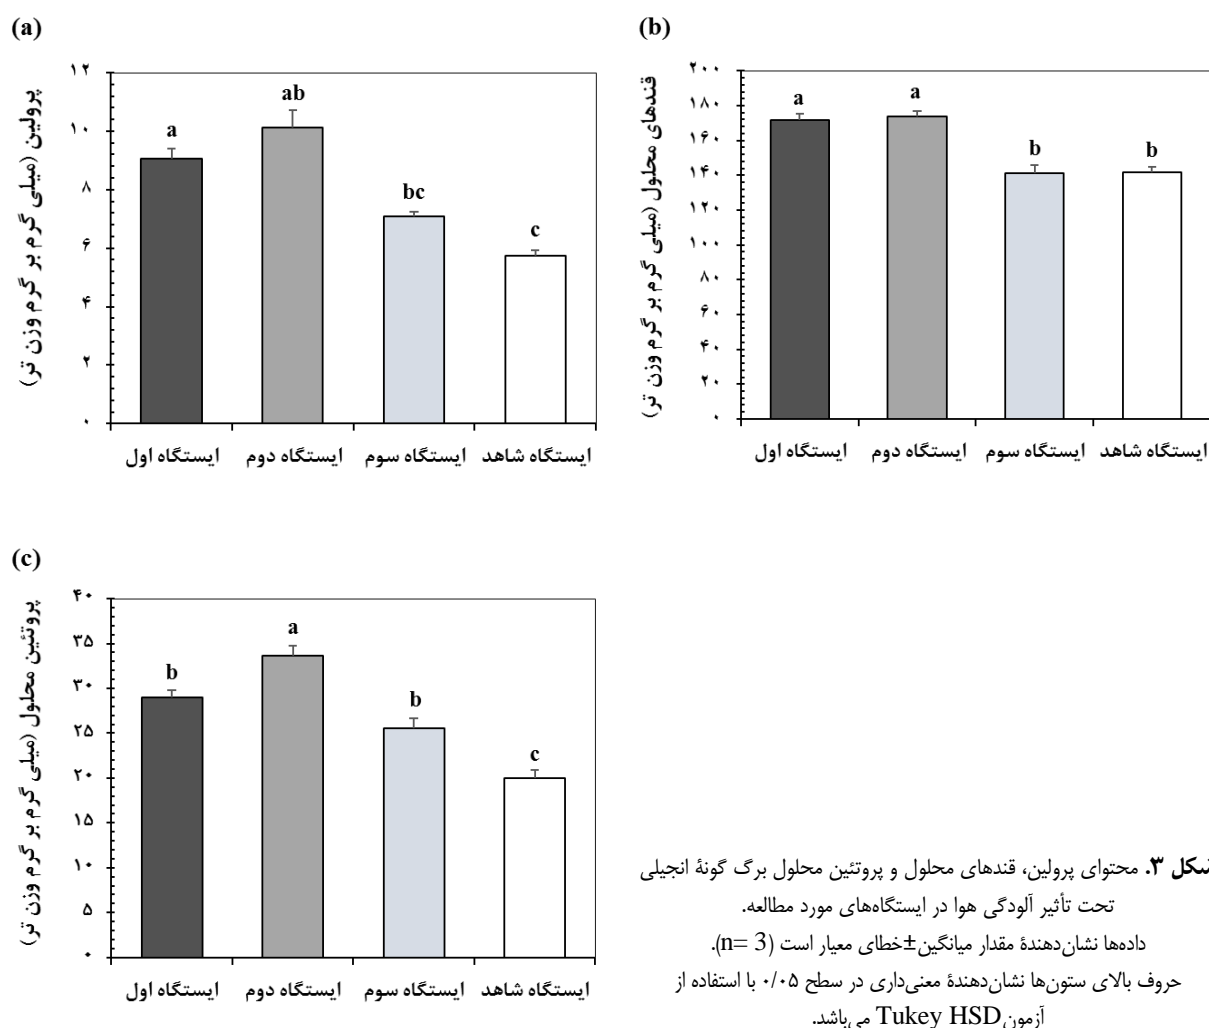 (a)
پرولین (میلی گرم بر گرم وزن تر)
۱۲
۱۰
۸
۶
۴
۲
۰
a
ab
bc
c
ایستگاه اول ایستگاه دوم ایستگاه سوم ایستگاه شاهد
(b)
قندهای محلول (میلی گرم بر گرم وزن تر)
۲۰۰
۱۸۰
۱۶۰
۱۴۰
۱۲۰
۱۰۰
۸۰
۶۰
۴۰
۲۰
۰
a
a
b
b
ایستگاه اول ایستگاه دوم ایستگاه سوم ایستگاه شاهد
(c)
پروتئین محلول (میلی گرم بر گرم وزن تر)
۴۰
۳۵
۳۰
۲۵
۲۰
۱۵
۱۰
۵
۰
b
a
b
c
ایستگاه اول ایستگاه دوم ایستگاه سوم ایستگاه شاهد
شکل ۳. محتوای پرولین، قندهای محلول و پروتئین محلول برگ گونۀ انجیلی
تحت تأثیر آلودگی هوا در ایستگاه‌های مورد مطالعه.
داده‌ها نشان‌دهندۀ مقدار میانگین±خطای معیار است (n= 3).
حروف بالای ستون‌ها نشان‌دهندۀ معنی‌داری در سطح ۰/۰۵ با استفاده از
آزمون Tukey HSD می‌باشد.